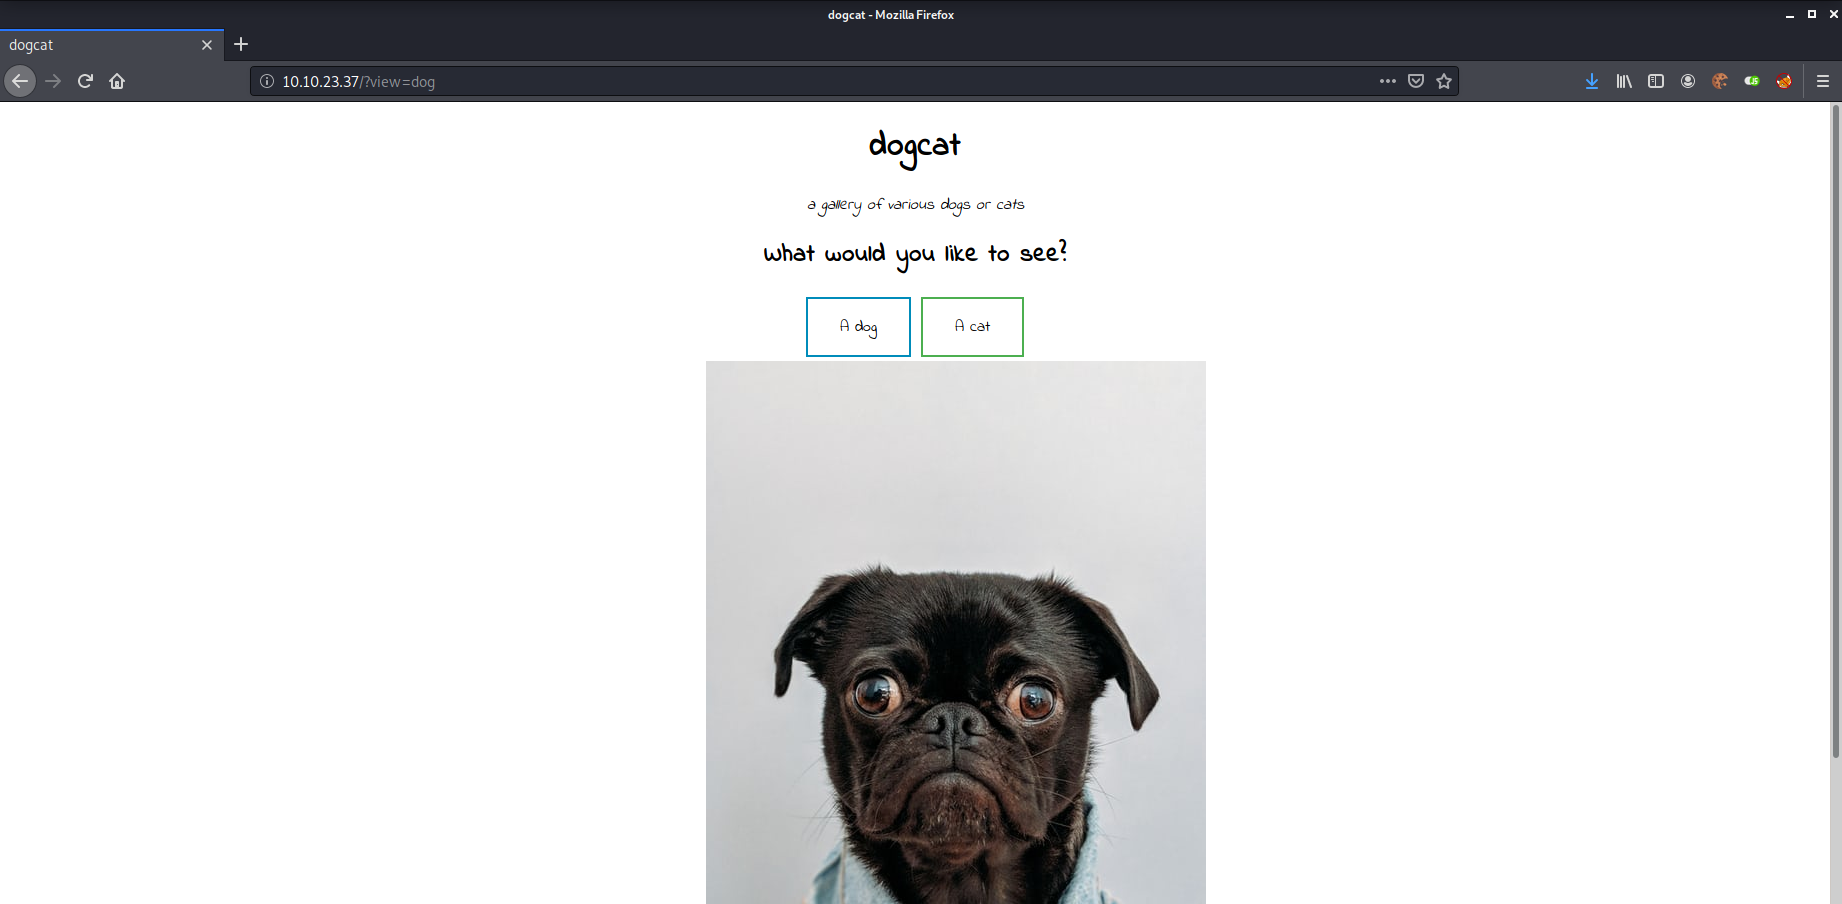 dogcat - Mozilla Firefox
dogcat
10.10.23.37/?view=dog
dogcat
a gallery of various dogs or cats
What would you like to see?
A dog
A cat